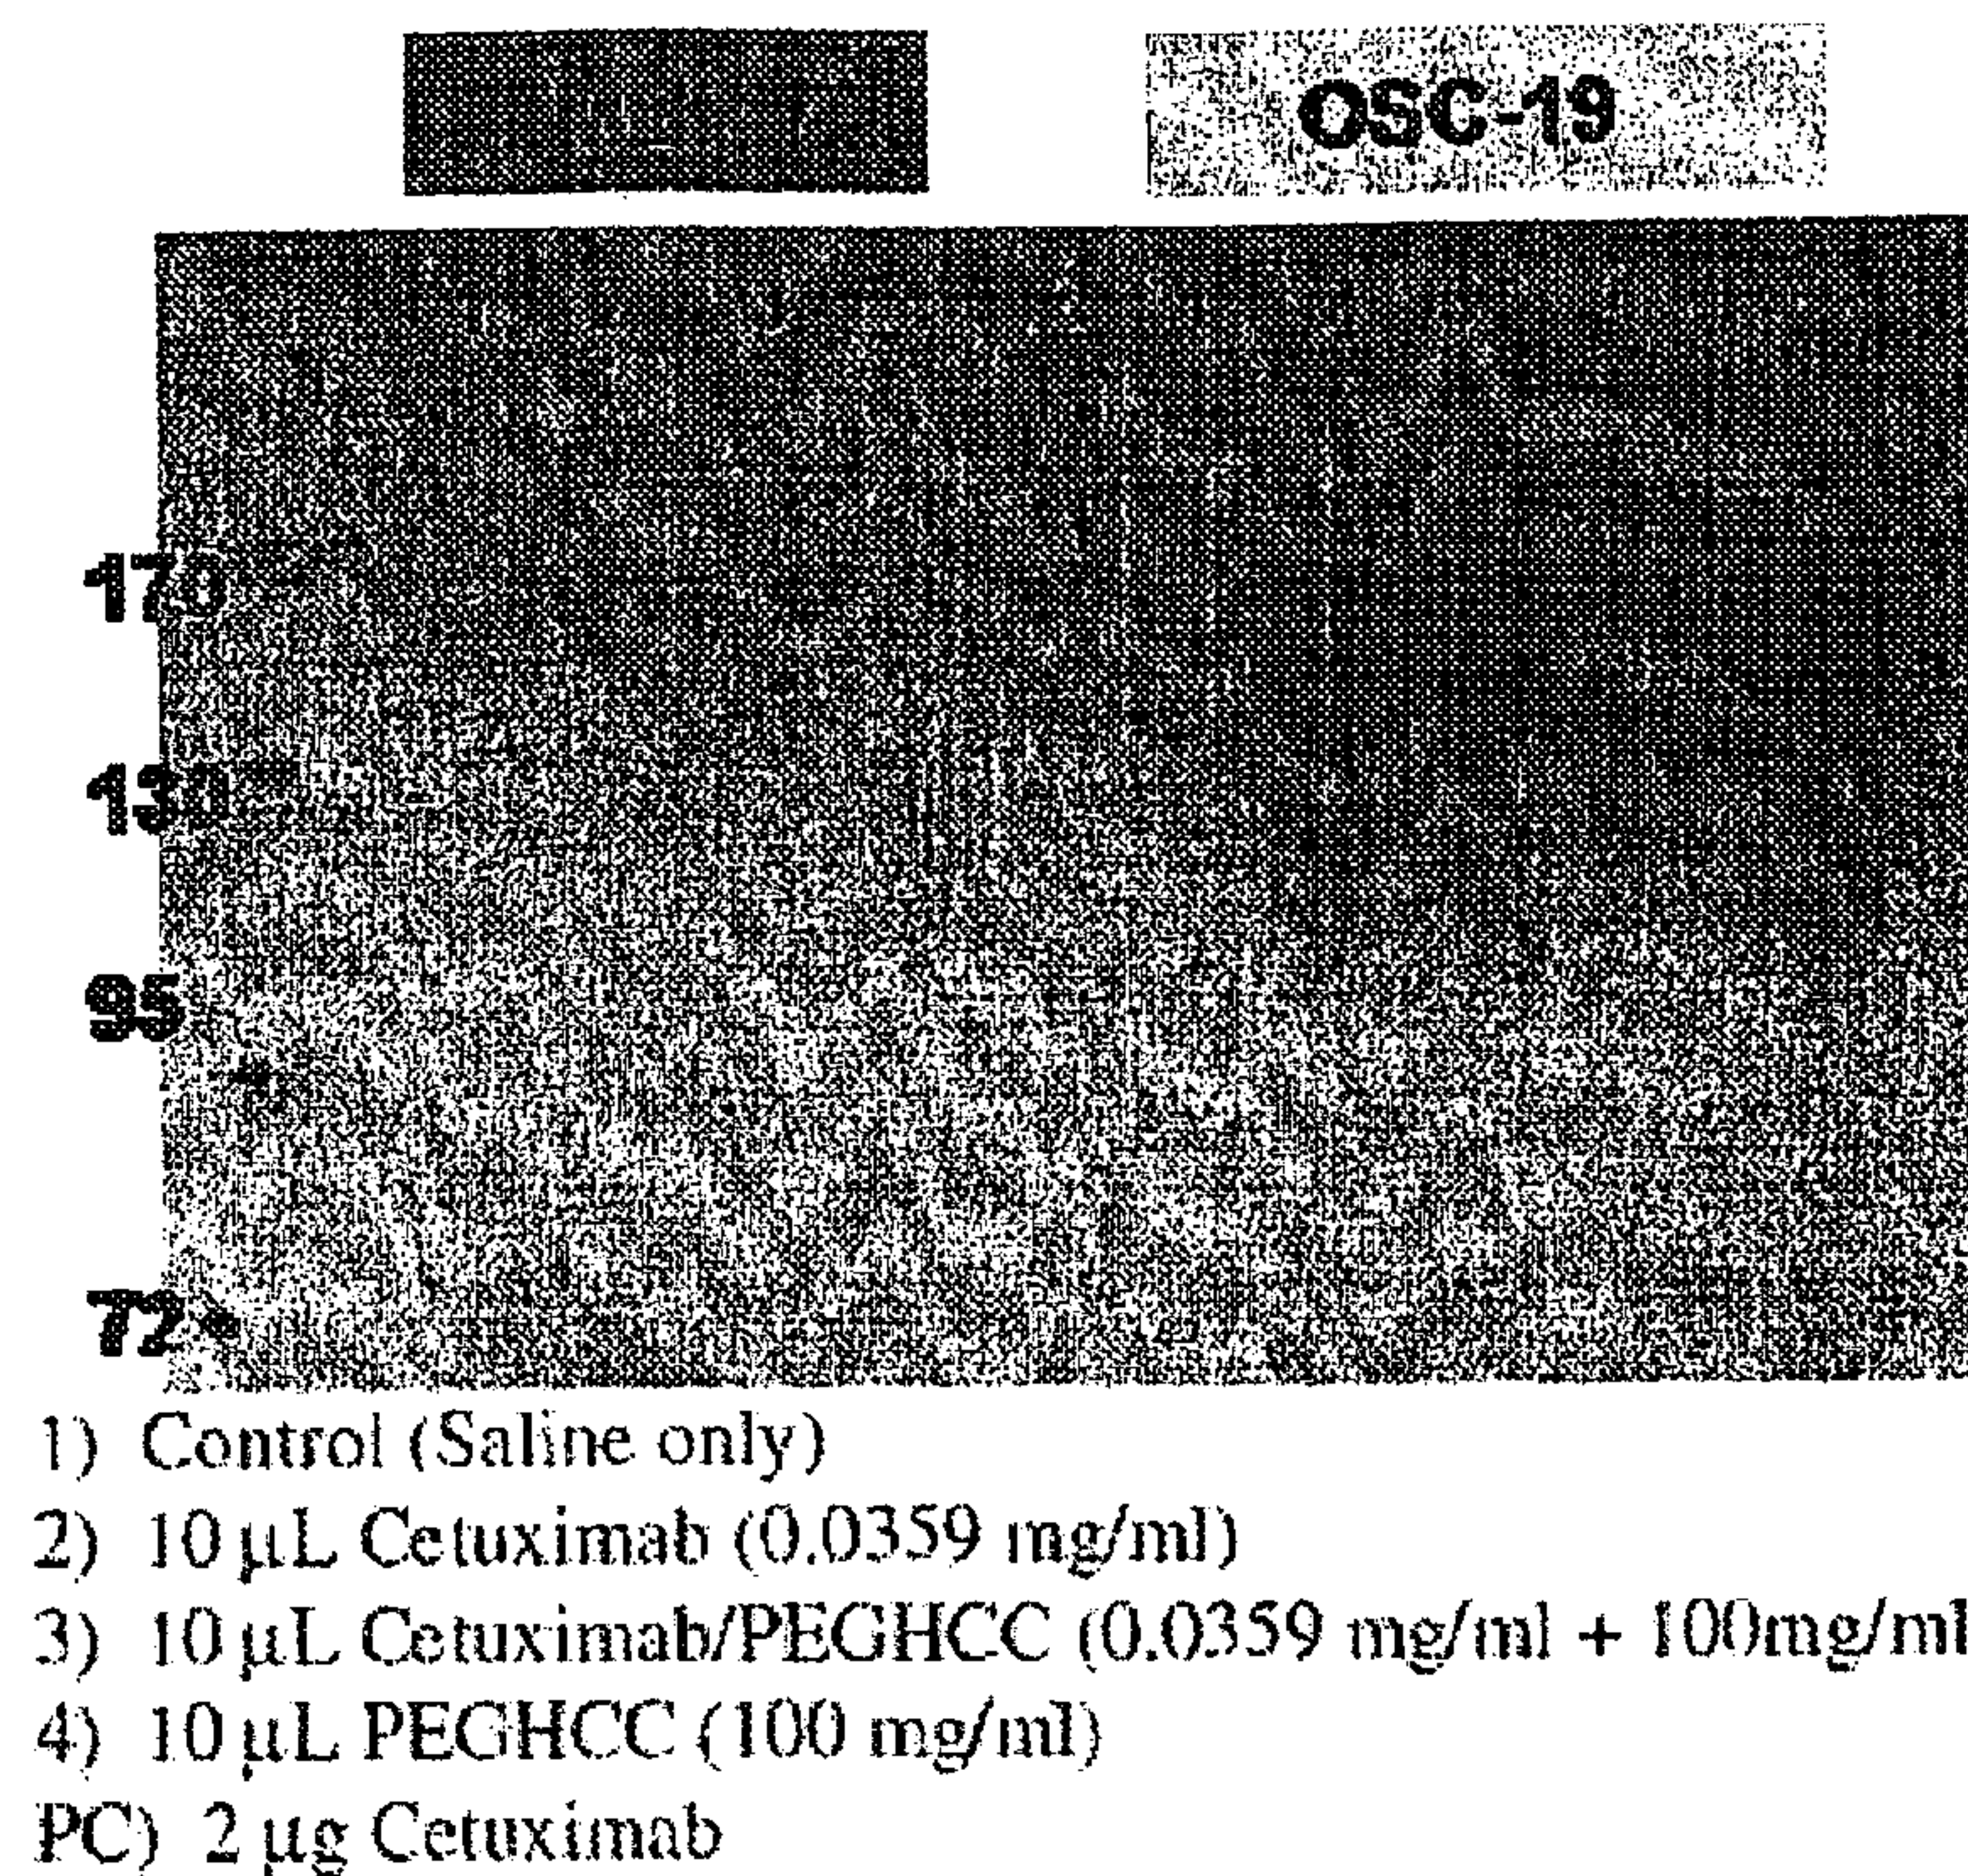 OSC-19
170
130
95
72
1) Control (Saline only)
2) 10 µL Cetuximab (0.0359 mg/ml)
3) 10 µL Cetuximab/PEGHCC (0.0359 mg/ml + 100mg/ml
4) 10 µL PEGHCC (100 mg/ml)
PC) 2 µg Cetuximab